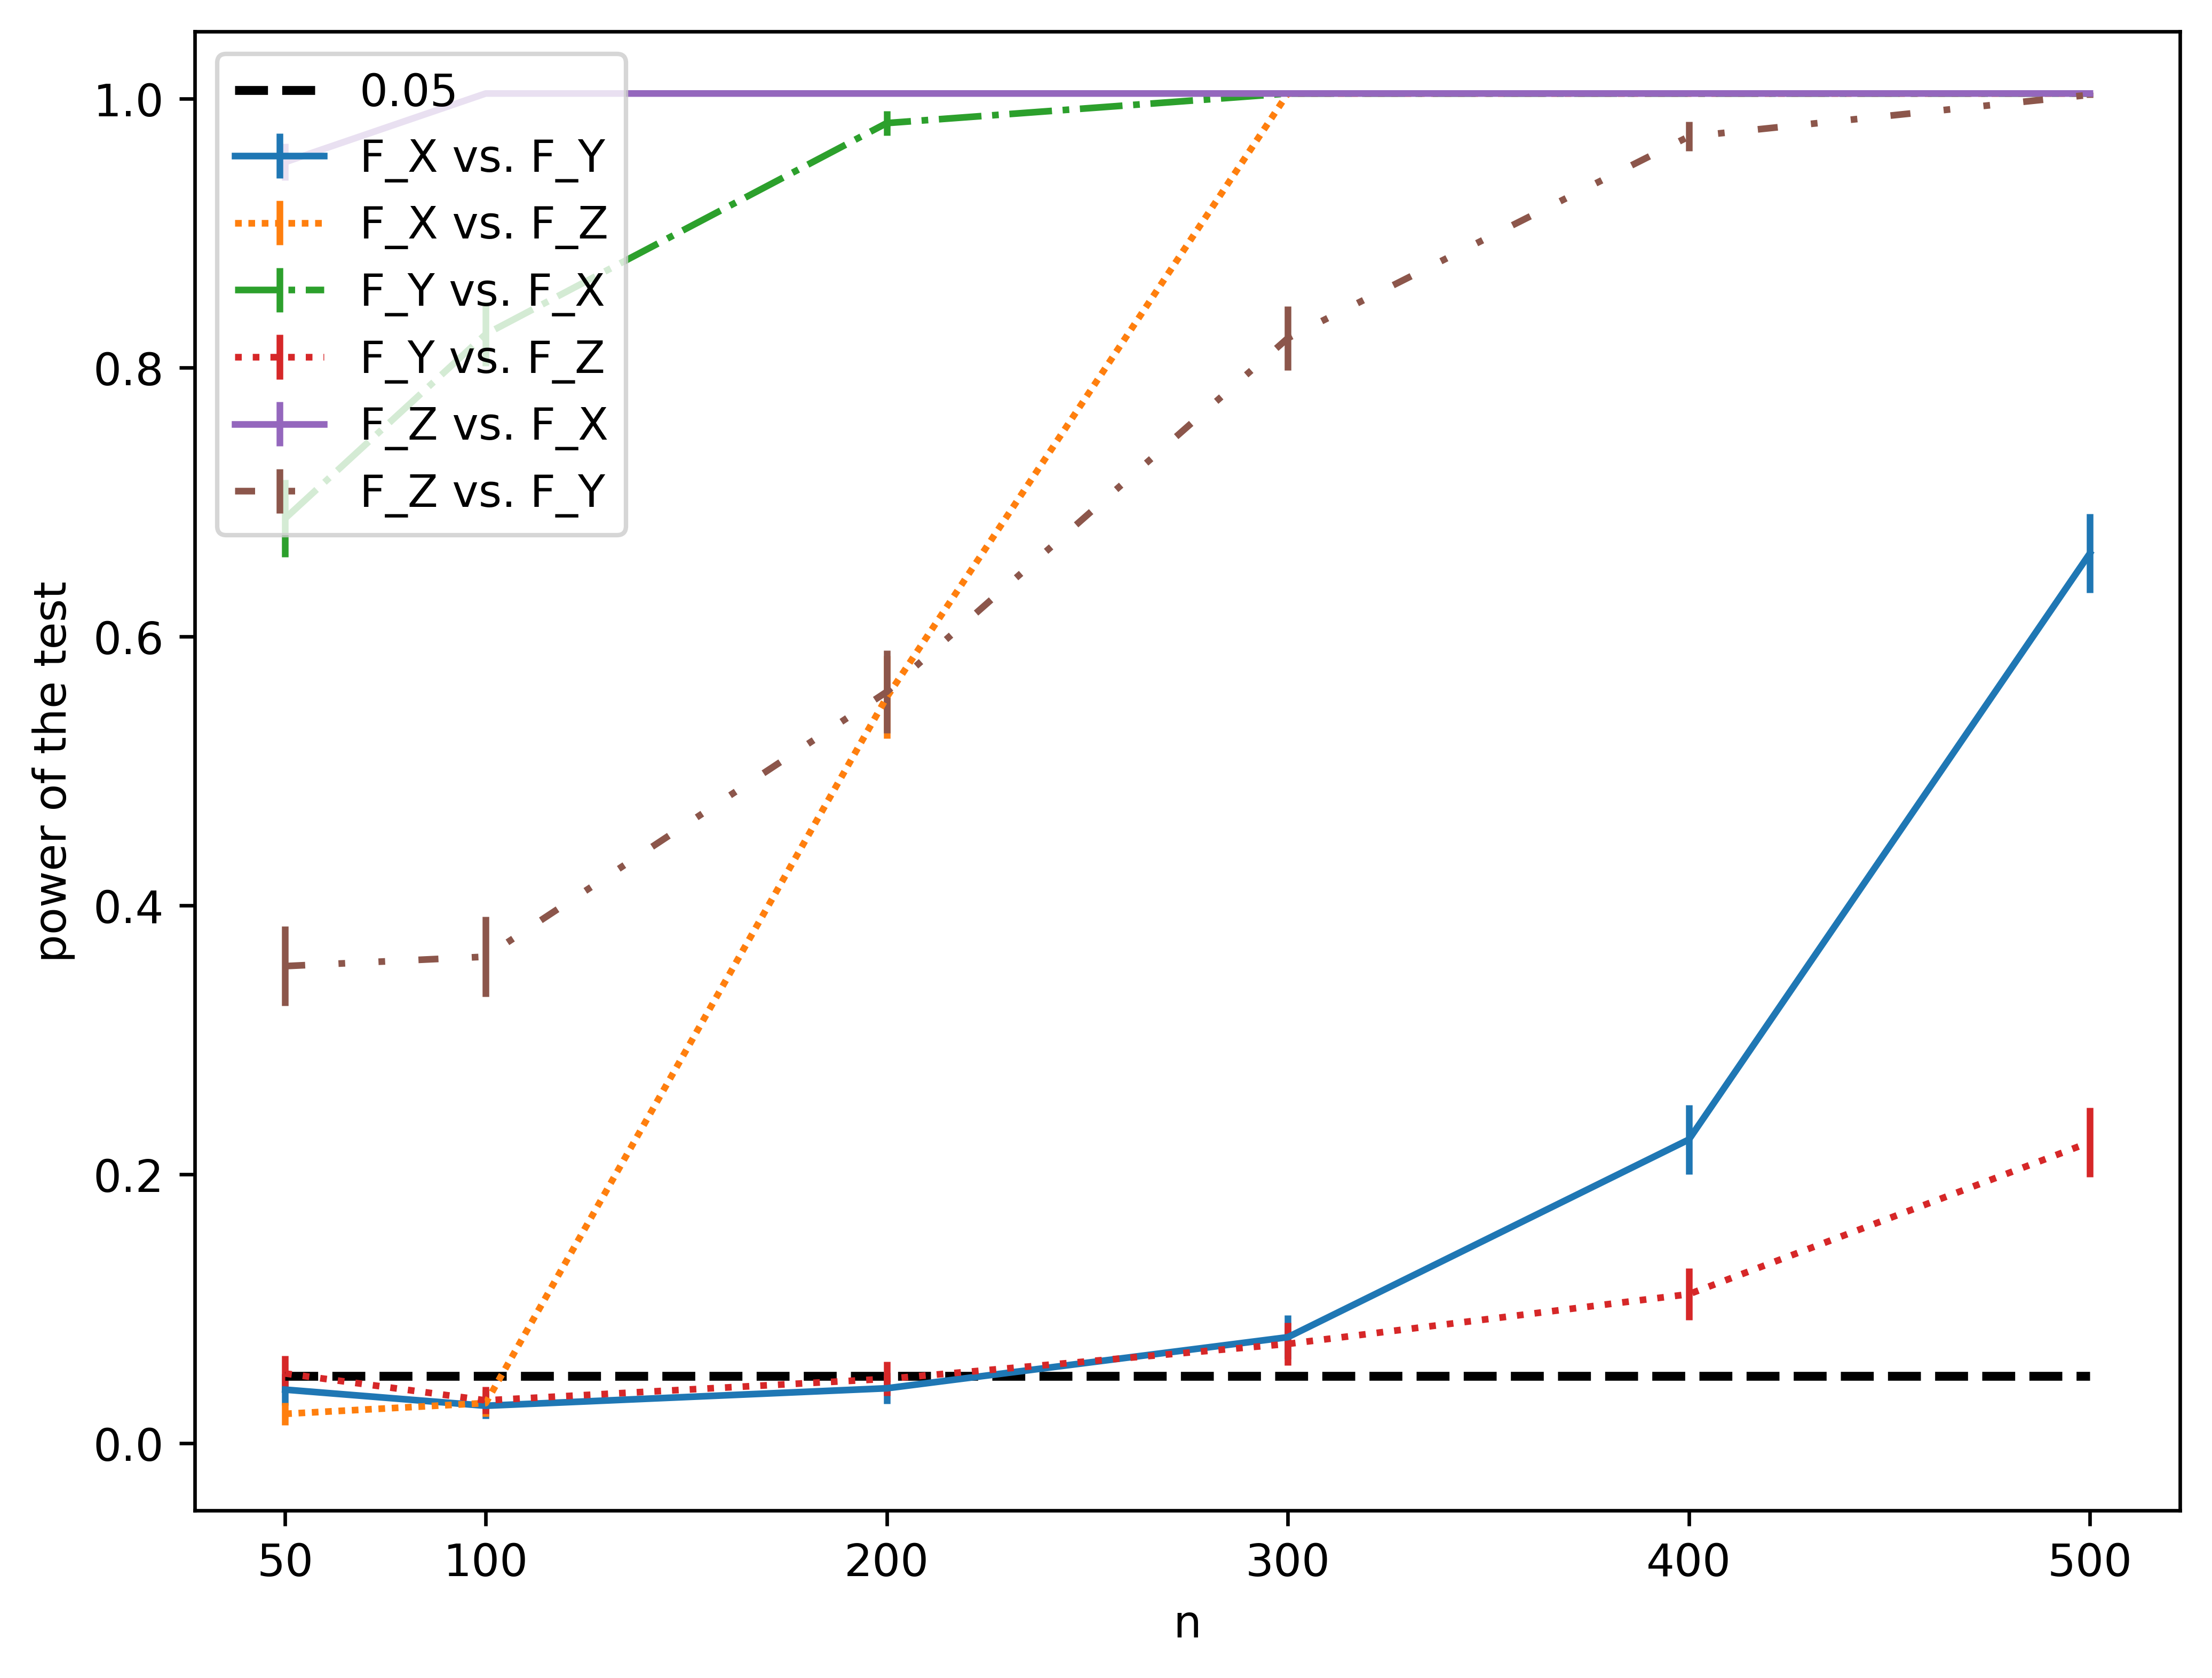 1.0
0.8
0.6
0.4
0.2
0.0
power of the test
0.05
F_X vs. F_Y
F_X vs. F_Z
F_Y vs. F_X
F_Y vs. F_Z
F_Z vs. F_X
F_Z vs. F_Y
50 100 200 300 400 500
n